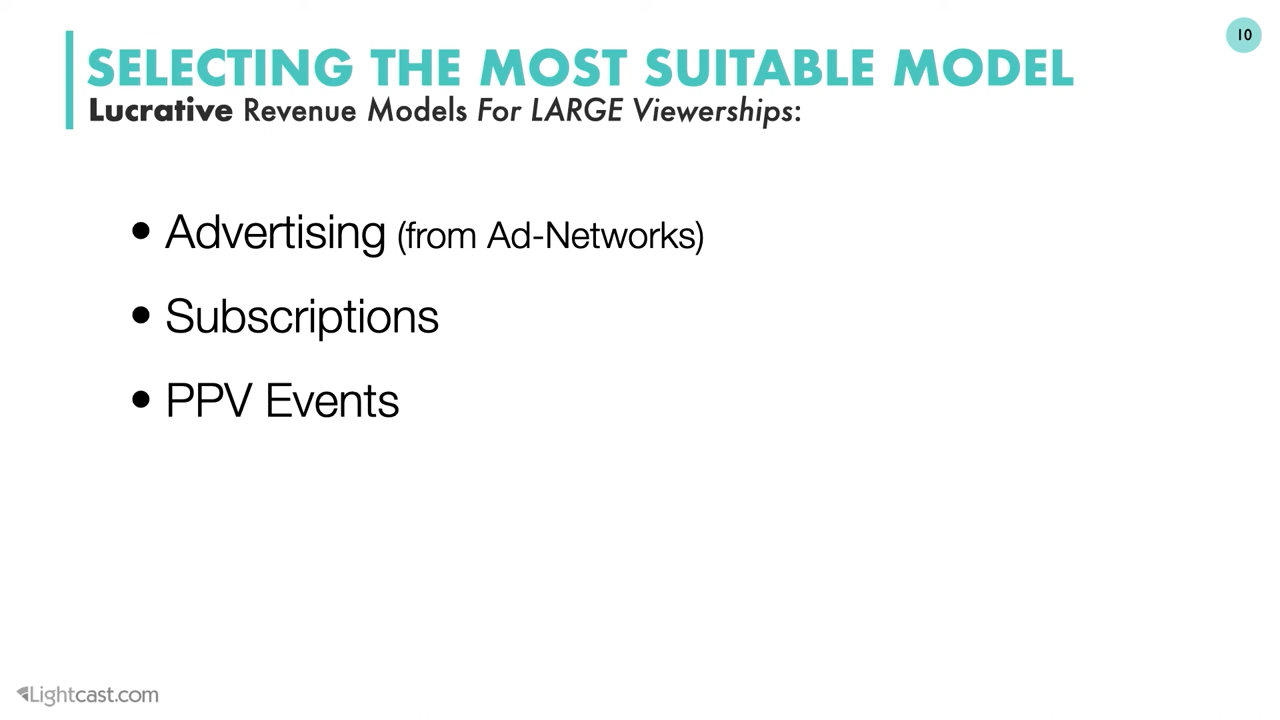 10
SELECTING THE MOST SUITABLE MODEL
Lucrative Revenue Models For LARGE Viewerships:
• Advertising (from Ad-Networks)
• Subscriptions
• PPV Events
Lightcast.com